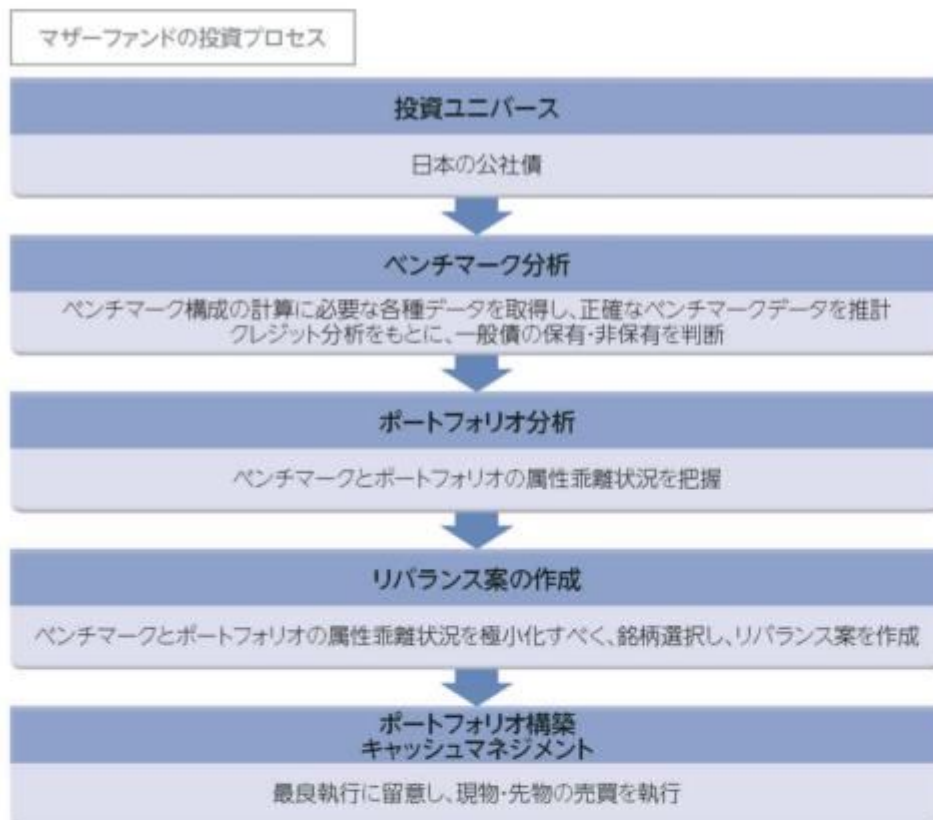 マザーファンドの投資プロセス
投資ユニバース
日本の公社債
ベンチマーク分析
ベンチマーク構成の計算に必要な各種データを取得し、正確なベンチマークデータを推計
クレジット分析をもとに、一般債の保有・非保有を判断
ポートフォリオ分析
ベンチマークとポートフォリオの属性乖離状況を把握
リバランス案の作成
ベンチマークとポートフォリオの属性乖離状況を極小化すべく、銘柄選択し、リバランス案を作成
ポートフォリオ構築
キャッシュマネジメント
最良執行に留意し、現物・先物の売買を執行